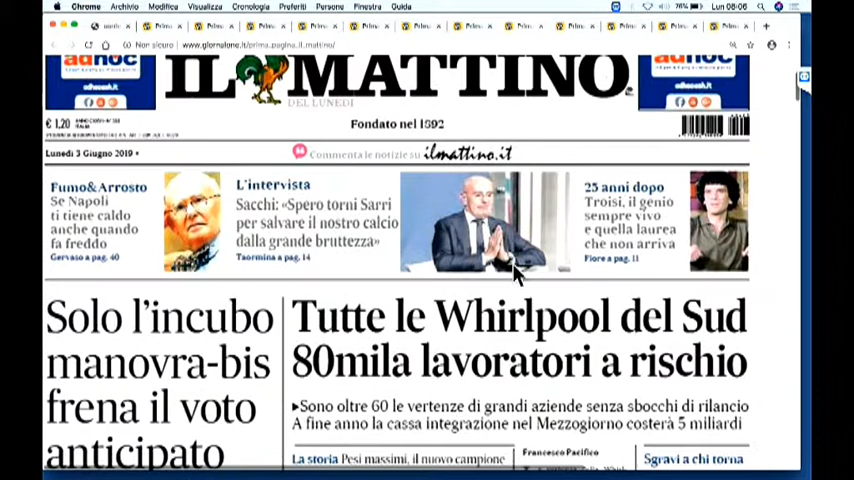 Chrome Archivio Modifica Visualizza Cronologia Preferiti Persone Finestra Guida 76% Lun 08:06
Non sicuro www.giornalone.it/prima_pagina_il_mattino/
adhoc adhoc
IL MATTINO
DEL LUNEDÌ
€ 1,20
Fondato nel 1892
Lunedì 3 Giugno 2019 •
Commenta le notizie su ilmattino.it
Fumo&Arrosto
Se Napoli
ti tiene caldo
anche quando
fa freddo
Gervaso a pag. 40
L'intervista
Sacchi: «Spero torni Sarri
per salvare il nostro calcio
dalla grande bruttezza»
Taormina a pag. 14
25 anni dopo
Troisi, il genio
sempre vivo
e quella laurea
che non arriva
Fiore a pag. 11
Solo l'incubo
manovra-bis
frena il voto
anticipato
Tutte le Whirlpool del Sud
80mila lavoratori a rischio
▸Sono oltre 60 le vertenze di grandi aziende senza sbocchi di rilancio
A fine anno la cassa integrazione nel Mezzogiorno costerà 5 miliardi
La storia Pesi massimi, il nuovo campione
Francesco Pacifico
Sgravi a chi torna